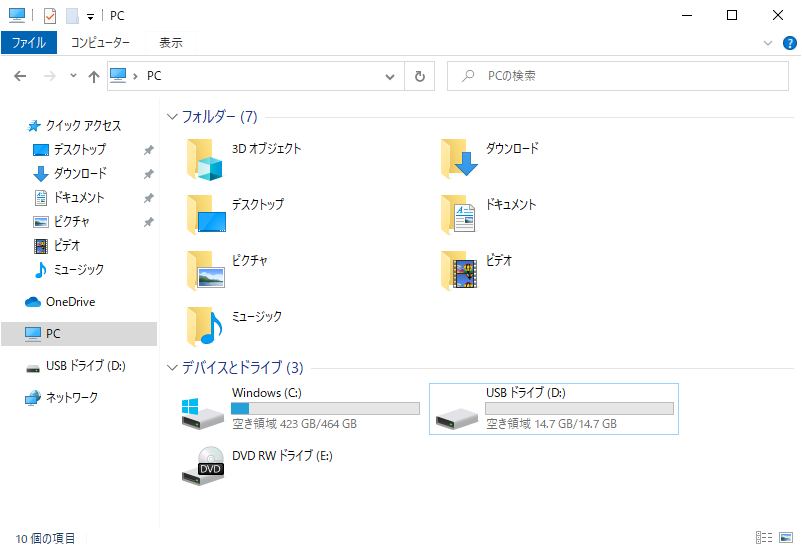 PC
ファイル コンピューター 表示
PC PCの検索
クイック アクセス
デスクトップ
ダウンロード
ドキュメント
ピクチャ
ビデオ
ミュージック
OneDrive
PC
USB ドライブ (D:)
ネットワーク
フォルダー (7)
3D オブジェクト
ダウンロード
デスクトップ
ドキュメント
ピクチャ
ビデオ
ミュージック
デバイスとドライブ (3)
Windows (C:)
空き領域 423 GB/464 GB
USB ドライブ (D:)
空き領域 14.7 GB/14.7 GB
DVD
DVD RW ドライブ (E:)
10 個の項目